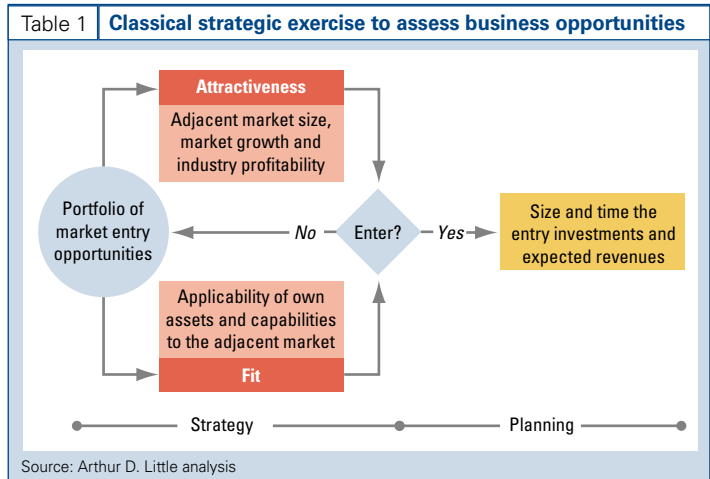 Table 1
Classical strategic exercise to assess business opportunities
Attractiveness
Adjacent market size,
market growth and
industry profitability
Portfolio of
market entry
opportunities
No
Enter?
Yes
Size and time the
entry investments and
expected revenues
Applicability of own
assets and capabilities
to the adjacent market
Fit
Strategy
Planning
Source: Arthur D. Little analysis